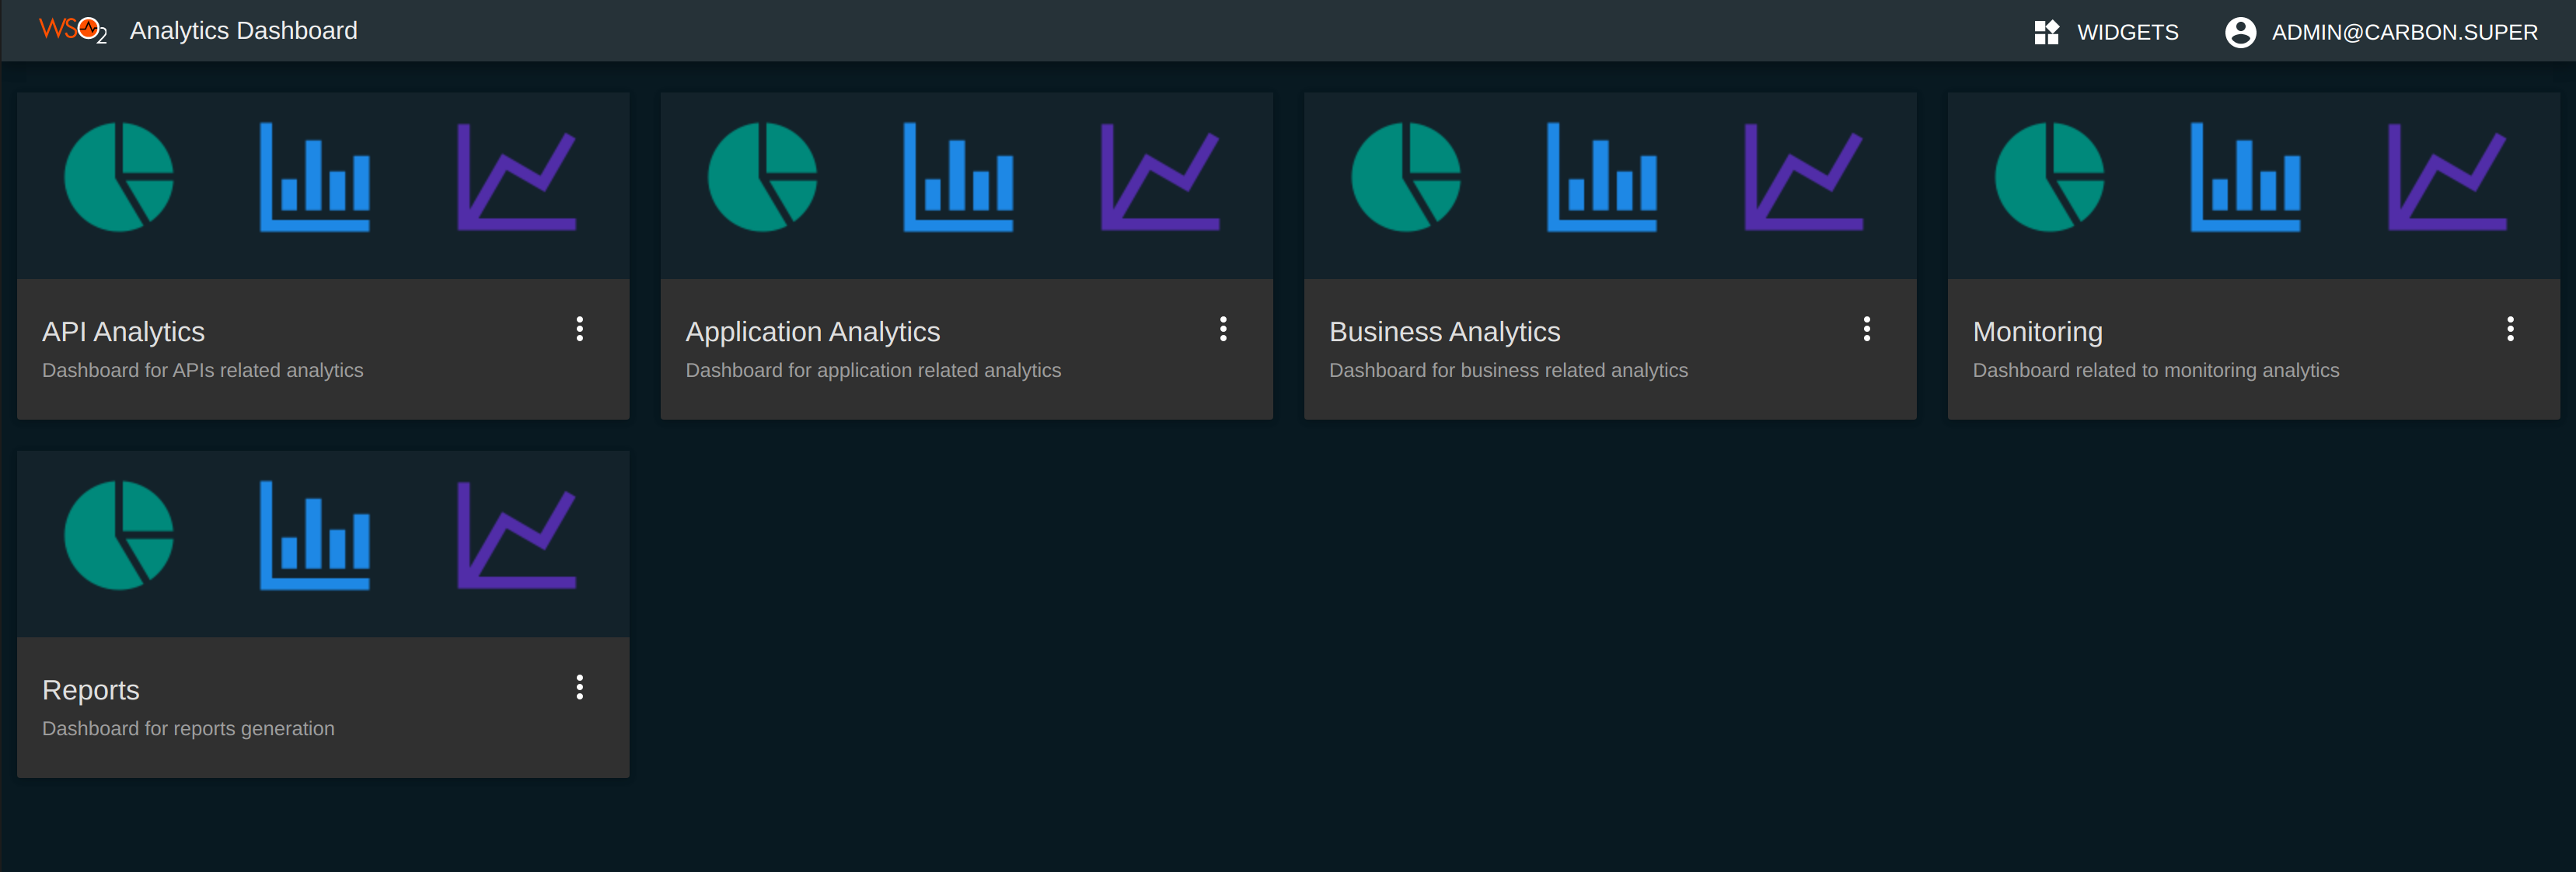 WSO2 Analytics Dashboard
WIDGETS
ADMIN@CARBON.SUPER
API Analytics
Dashboard for APIs related analytics
Application Analytics
Dashboard for application related analytics
Business Analytics
Dashboard for business related analytics
Monitoring
Dashboard related to monitoring analytics
Reports
Dashboard for reports generation